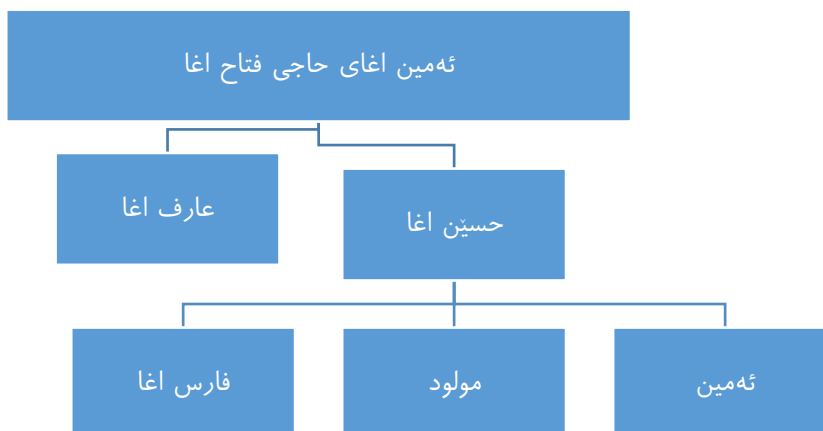 ئەمین اغای حاجی فتاح اغا
حسێن اغا
عارف اغا
ئەمین
مولود
فارس اغا